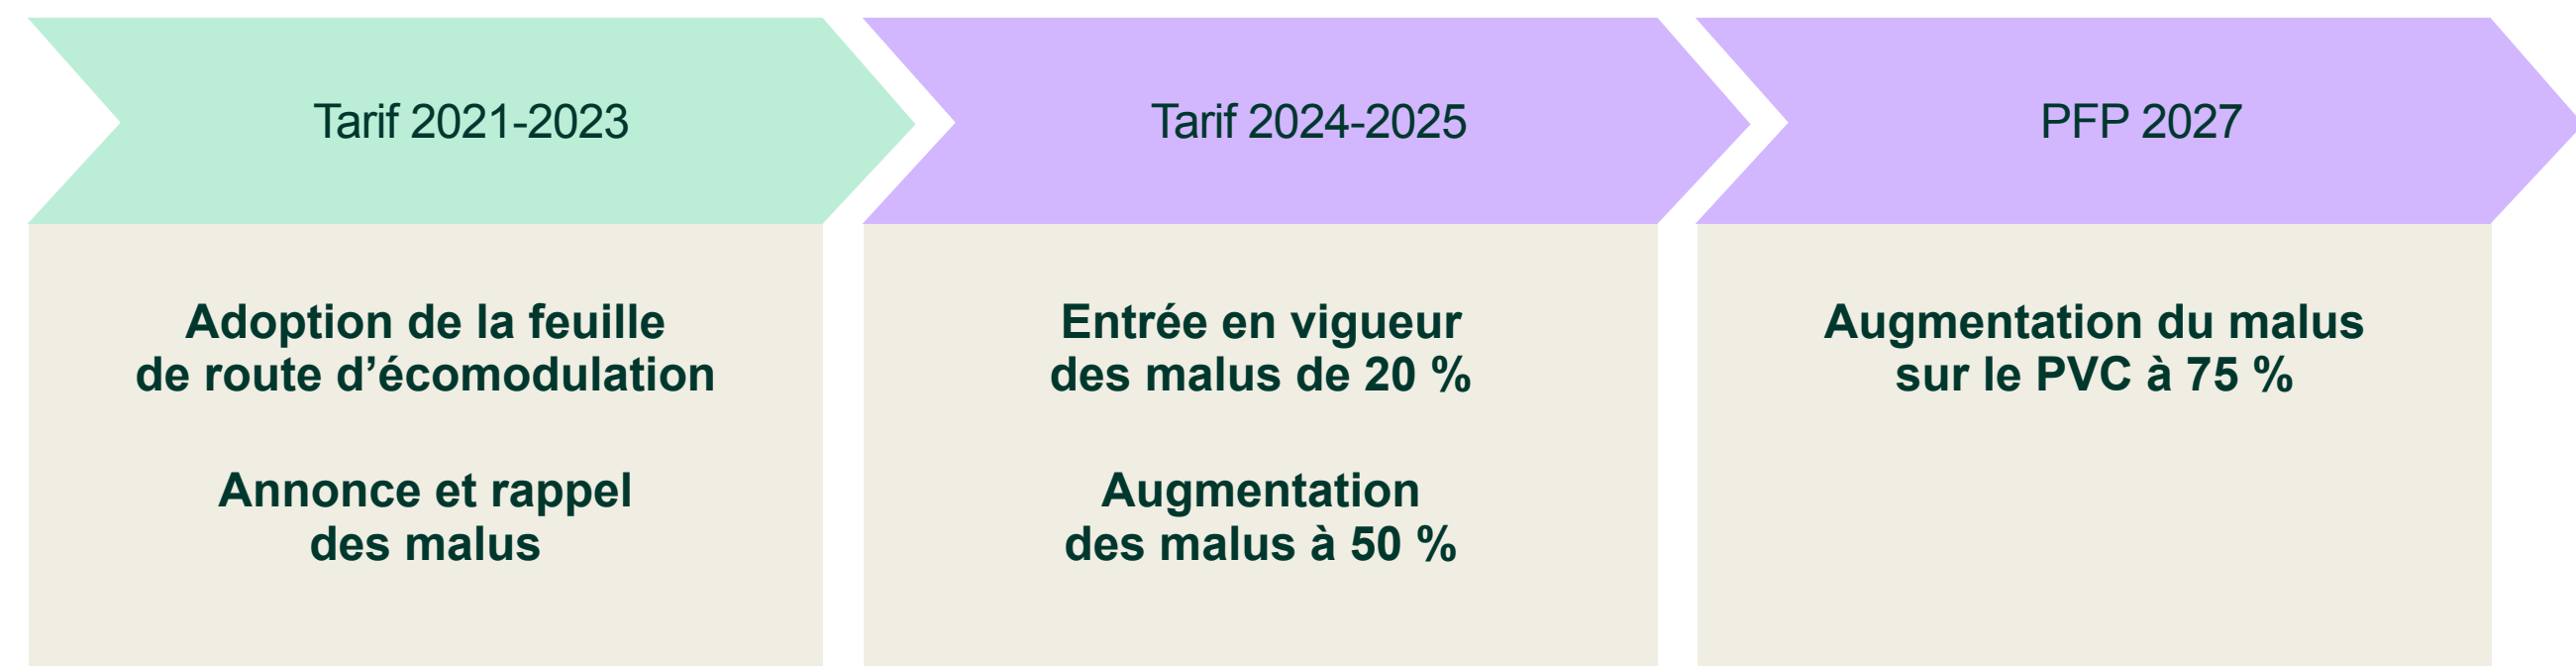 Tarif 2021-2023
Adoption de la feuille
de route d’écomodulation
Annonce et rappel
des malus
Tarif 2024-2025
Entrée en vigueur
des malus de 20 %
Augmentation
des malus à 50 %
PFP 2027
Augmentation du malus
sur le PVC à 75 %